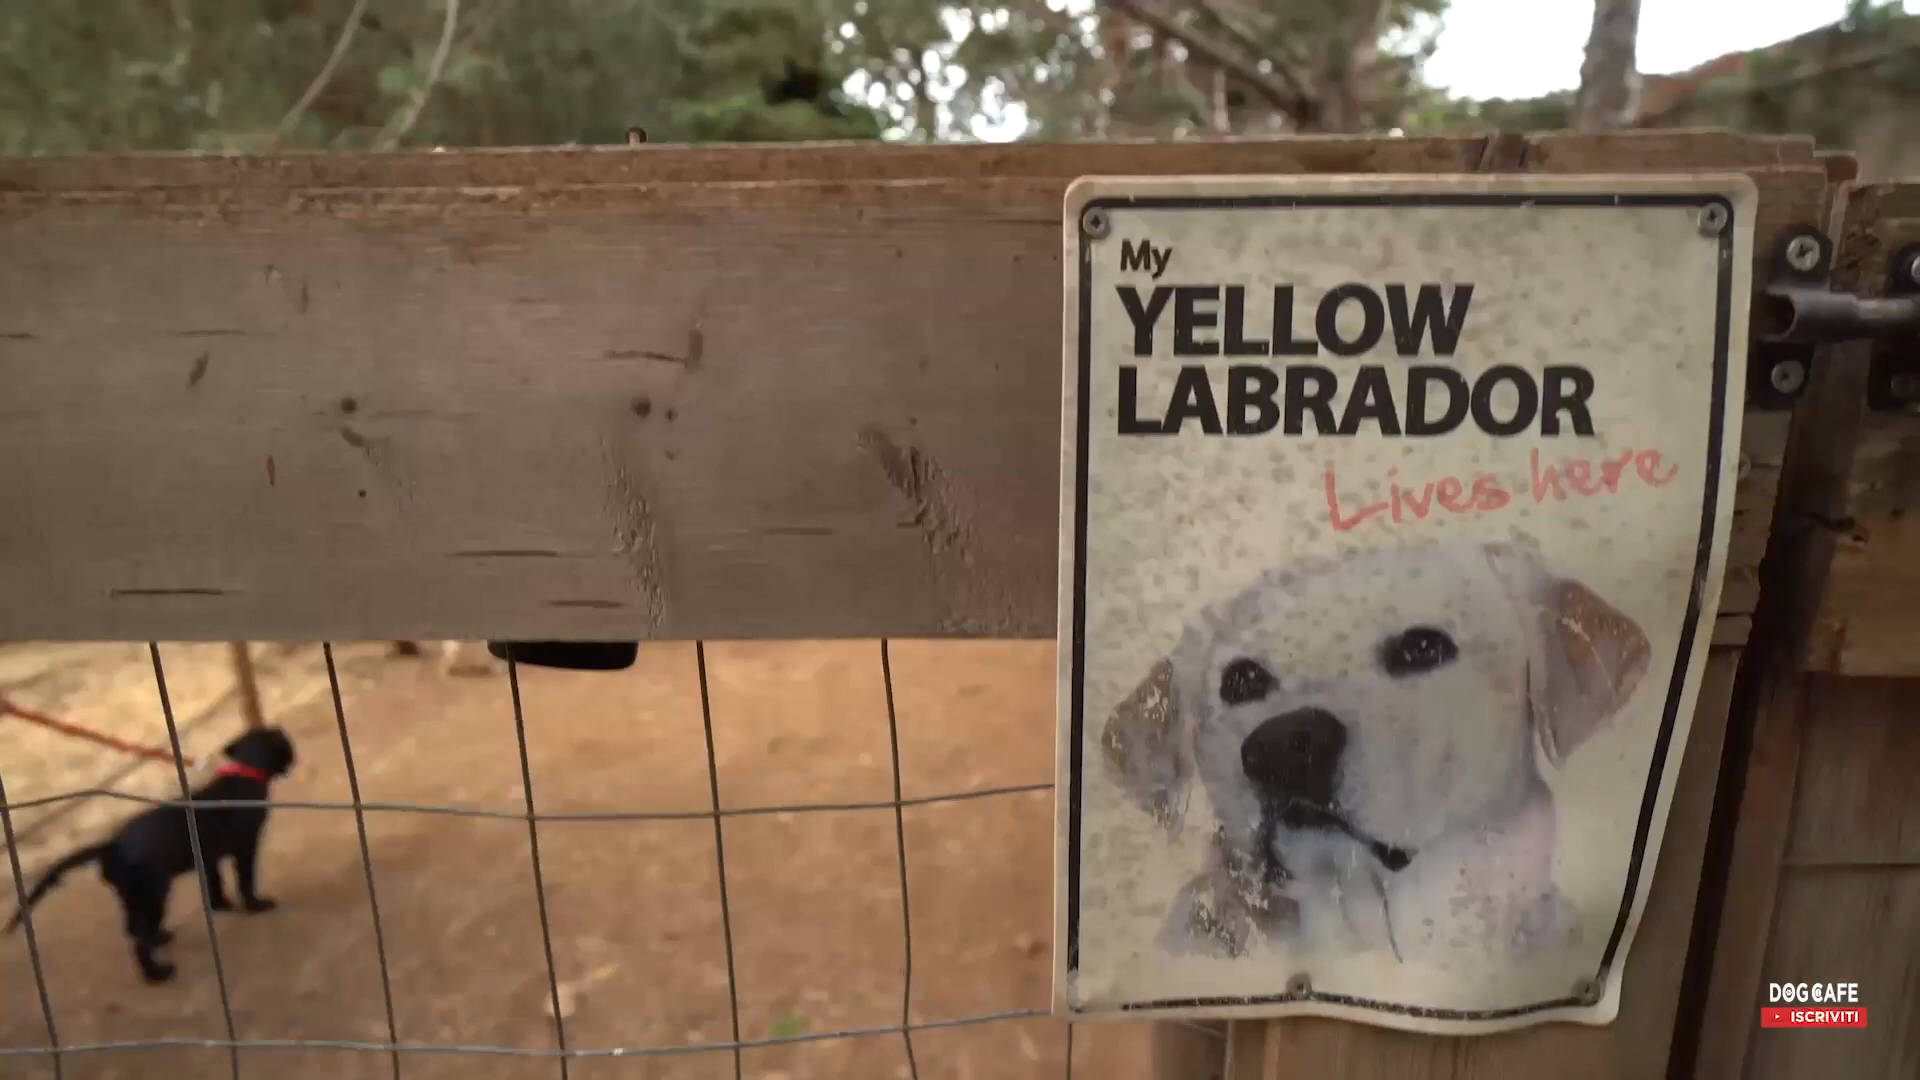 My
YELLOW
LABRADOR
Lives here
DOG CAFE
ISCRIVITI